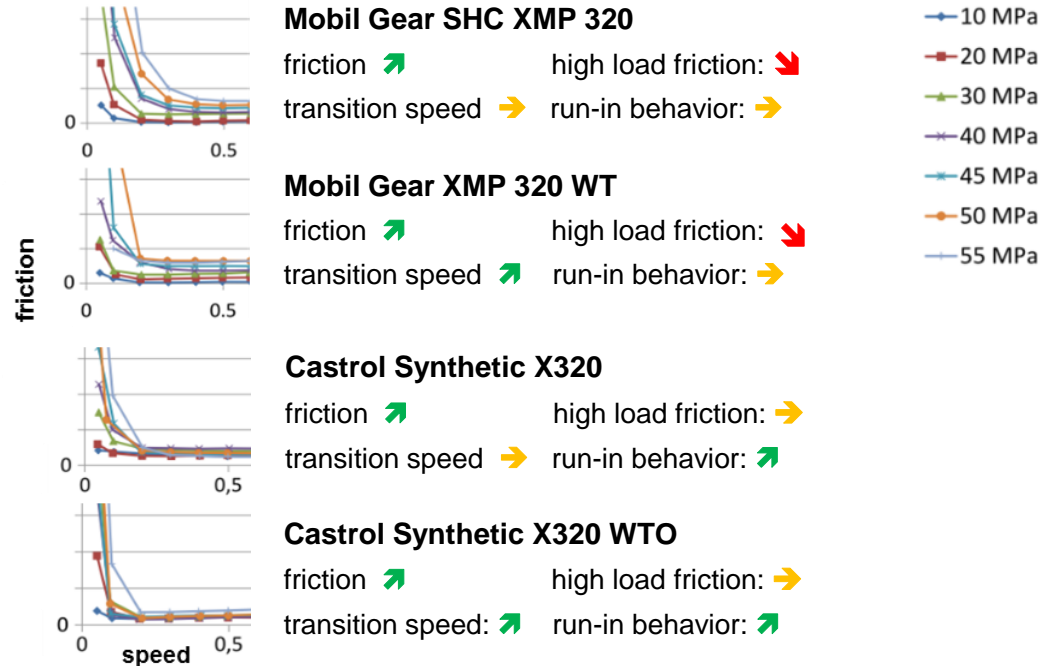 Mobil Gear SHC XMP 320
friction high load friction:
transition speed run-in behavior:
0
0 0.5
Mobil Gear XMP 320 WT
friction high load friction:
transition speed run-in behavior:
0
0 0.5
Castrol Synthetic X320
friction high load friction:
transition speed run-in behavior:
0
0 0,5
Castrol Synthetic X320 WTO
friction high load friction:
transition speed: run-in behavior:
0
0 0,5
friction
speed
10 MPa
20 MPa
30 MPa
40 MPa
45 MPa
50 MPa
55 MPa